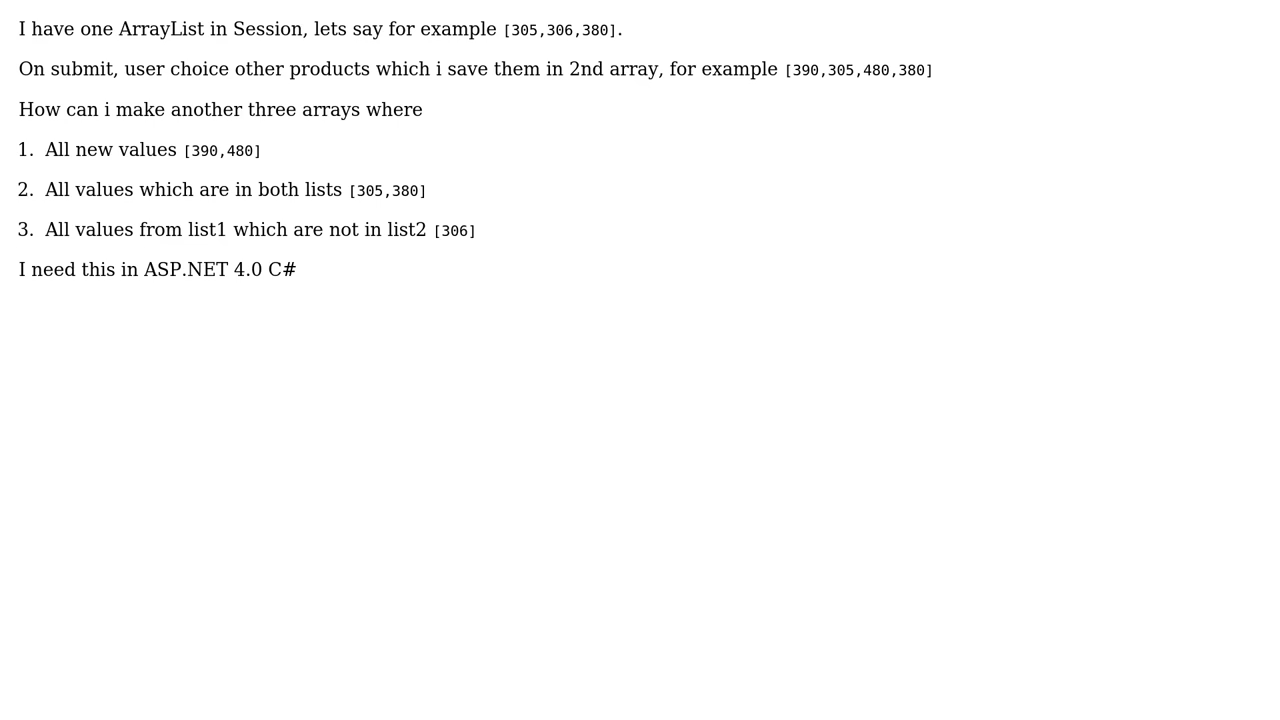 I have one ArrayList in Session, lets say for example [305,306,380].
On submit, user choice other products which i save them in 2nd array, for example [390,305,480,380]
How can i make another three arrays where
1. All new values [390,480]
2. All values which are in both lists [305,380]
3. All values from list1 which are not in list2 [306]
I need this in ASP.NET 4.0 C#